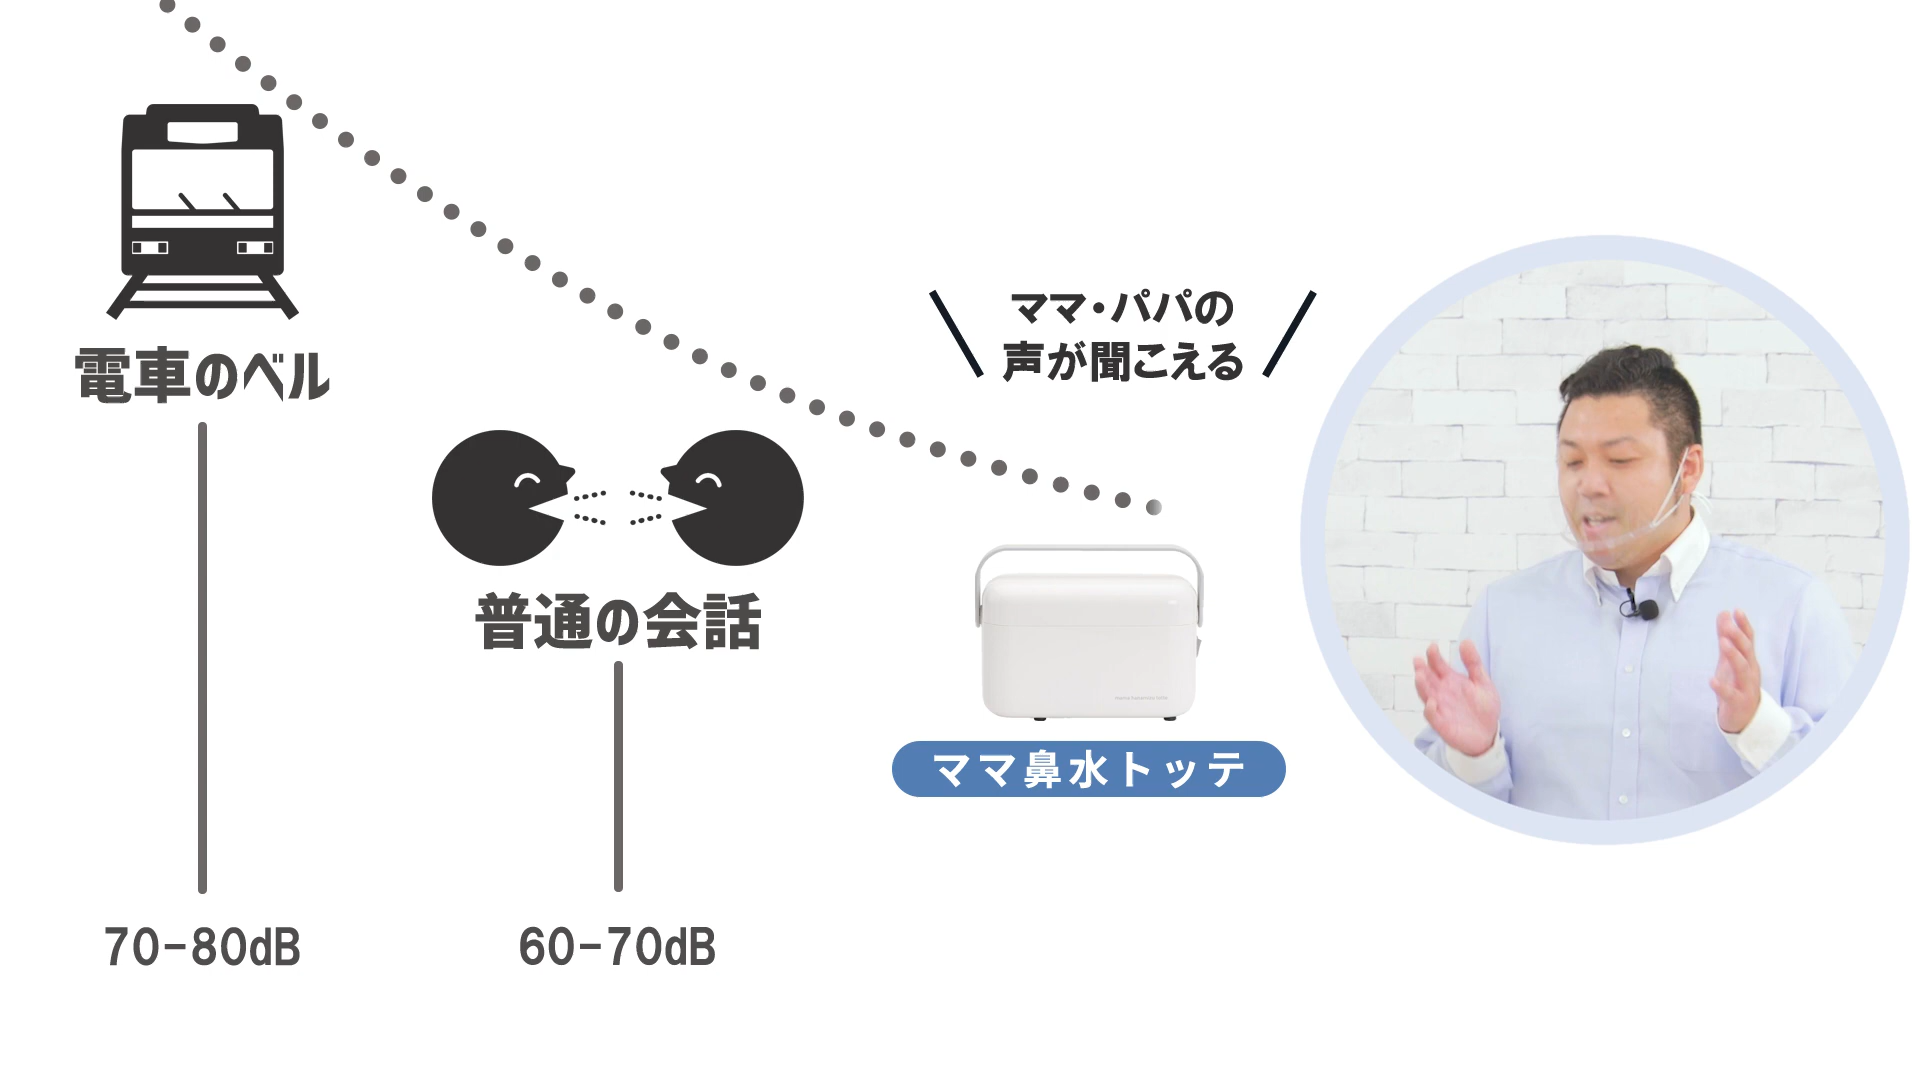 電車のベル
70-80dB
普通の会話
60-70dB
ママ・パパの
声が聞こえる
ママ鼻水トッテ